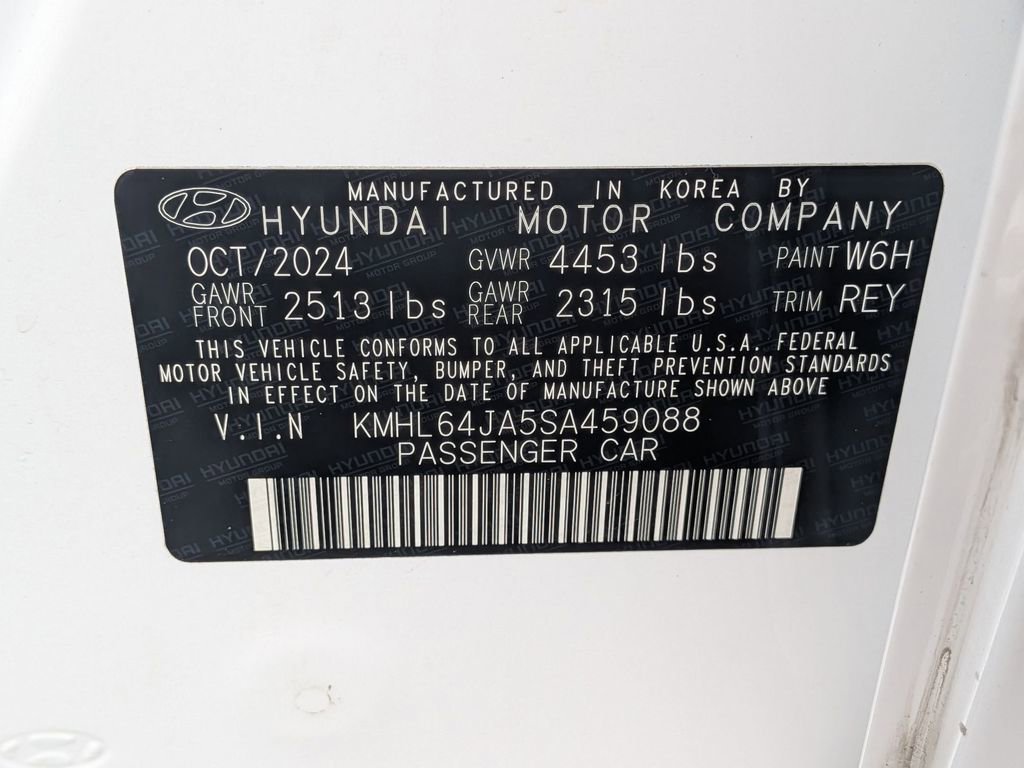 MANUFACTURED IN KOREA BY
HYUNDAI MOTOR COMPANY
OCT/2024 GVWR 4453 lbs PAINT W6H
GAWR FRONT 2513 lbs GAWR REAR 2315 lbs TRIM REY
THIS VEHICLE CONFORMS TO ALL APPLICABLE U.S.A. FEDERAL
MOTOR VEHICLE SAFETY, BUMPER, AND THEFT PREVENTION STANDARDS
IN EFFECT ON THE DATE OF MANUFACTURE SHOWN ABOVE
V.I.N KMHL64JA5SA459088
PASSENGER CAR